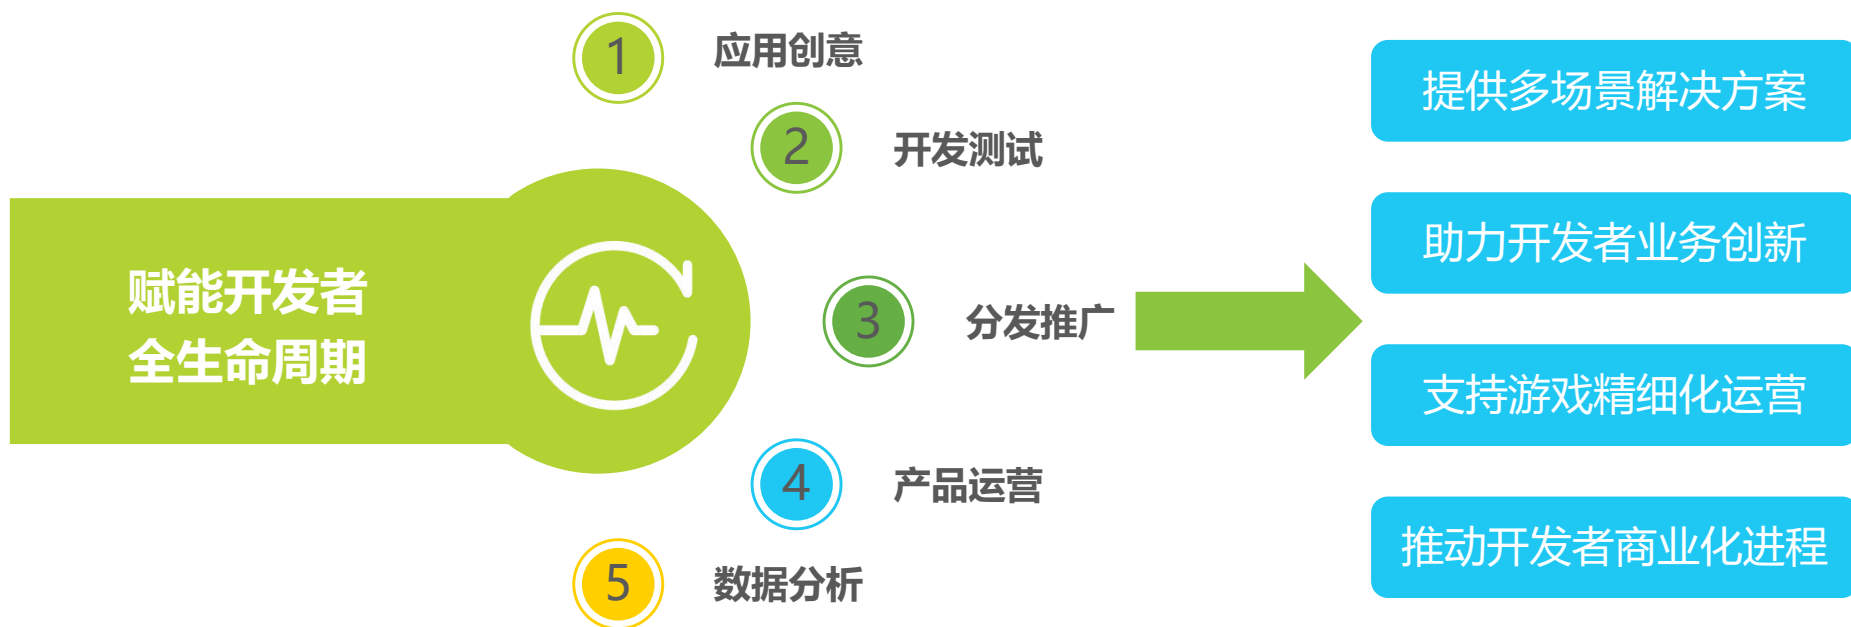 赋能开发者
全生命周期
1
应用创意
2
开发测试
3
分发推广
4
产品运营
5
数据分析
提供多场景解决方案
助力开发者业务创新
支持游戏精细化运营
推动开发者商业化进程